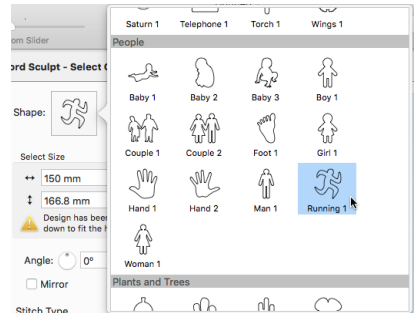 Saturn 1 Telephone 1 Torch 1 Wings 1
om Slider
People
ord Sculpt - Select
Baby 1 Baby 2 Baby 3 Boy 1
Shape:
Couple 1 Couple 2 Foot 1 Girl 1
Select Size
150 mm
166.8 mm
Hand 1 Hand 2 Man 1 Running 1
Design has been
down to fit the h
Angle: 0°
Woman 1
Mirror
Plants and Trees
Stitch Type